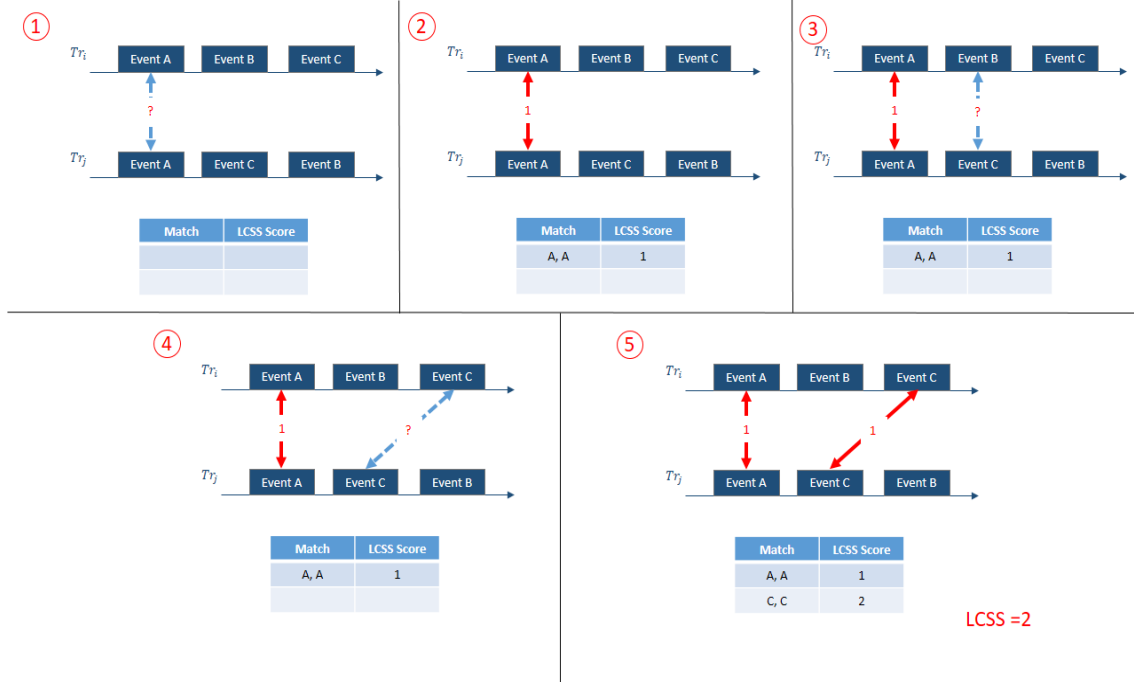 ①
Tr_i Event A Event B Event C
?
Tr_j Event A Event C Event B
Match LCSS Score
②
Tr_i Event A Event B Event C
1
Tr_j Event A Event C Event B
Match LCSS Score
A, A 1
③
Tr_i Event A Event B Event C
1 ?
Tr_j Event A Event C Event B
Match LCSS Score
A, A 1
④
Tr_i Event A Event B Event C
1 ?
Tr_j Event A Event C Event B
Match LCSS Score
A, A 1
⑤
Tr_i Event A Event B Event C
1 1
Tr_j Event A Event C Event B
Match LCSS Score
A, A 1
C, C 2
LCSS =2